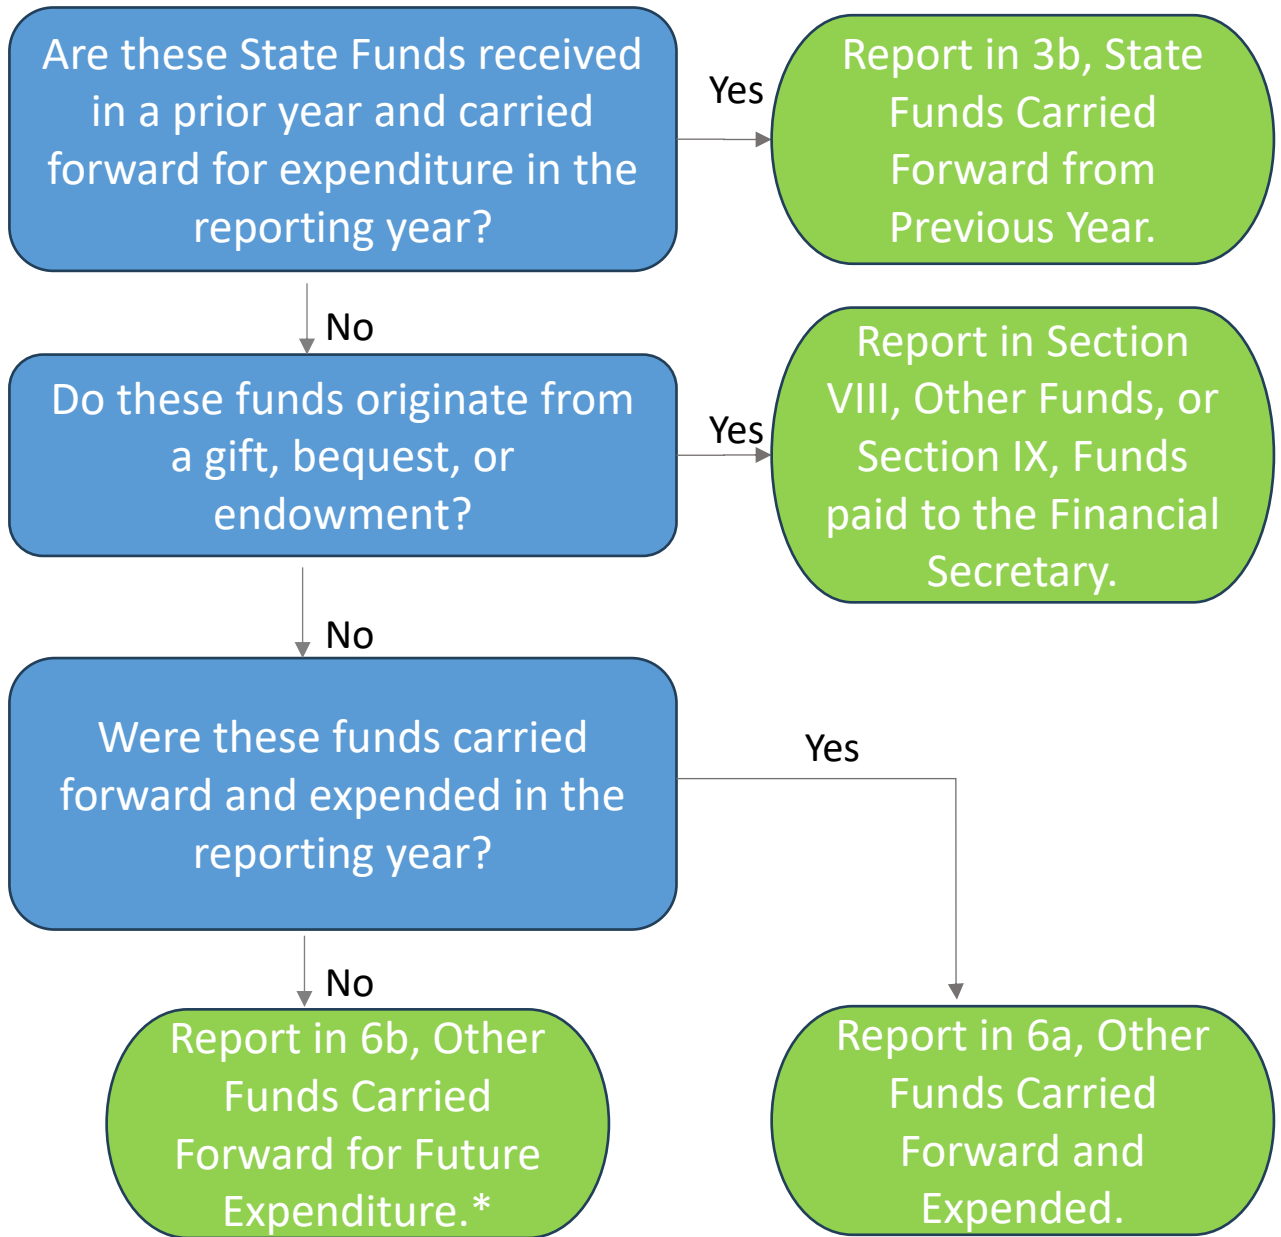 Are these State Funds received
in a prior year and carried
forward for expenditure in the
reporting year?
Yes
Report in 3b, State
Funds Carried
Forward from
Previous Year.
No
Do these funds originate from
a gift, bequest, or
endowment?
Yes
Report in Section
VIII, Other Funds, or
Section IX, Funds
paid to the Financial
Secretary.
No
Were these funds carried
forward and expended in the
reporting year?
Yes
No
Report in 6b, Other
Funds Carried
Forward for Future
Expenditure.*
Report in 6a, Other
Funds Carried
Forward and
Expended.